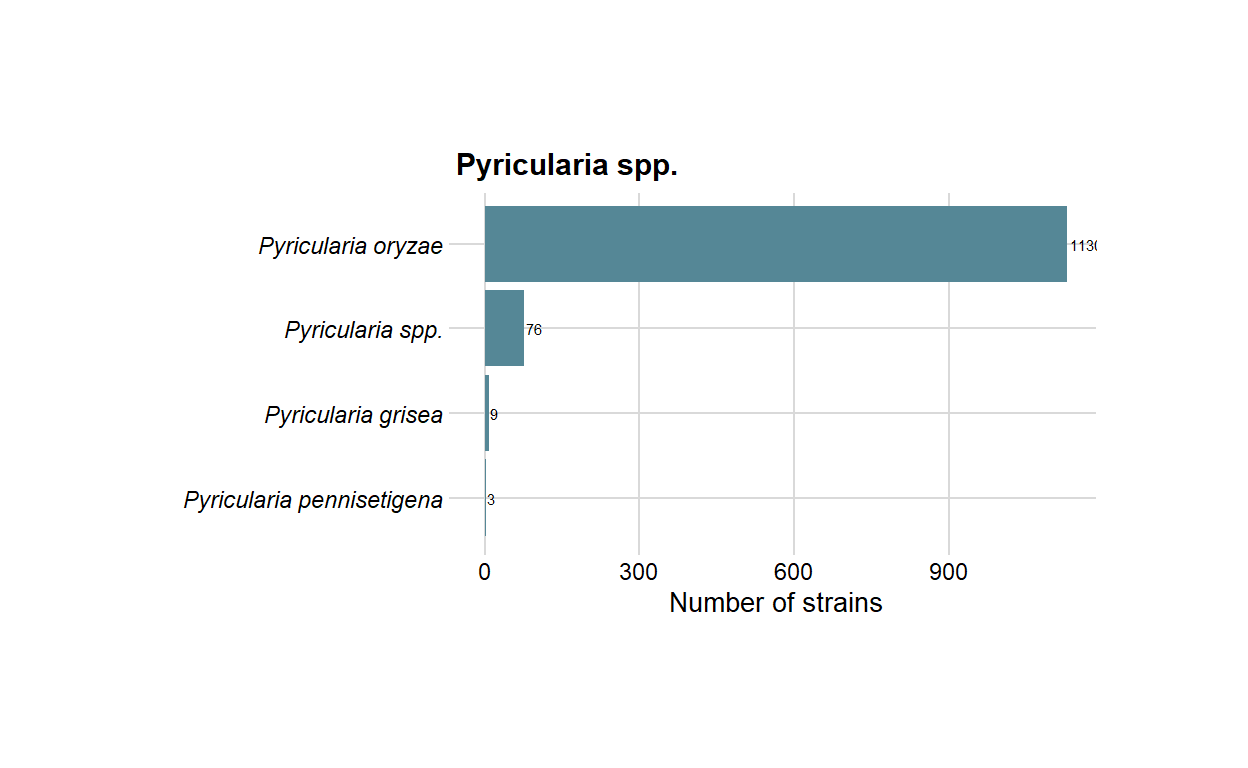 Pyricularia spp.
Pyricularia oryzae
1130
Pyricularia spp.
76
Pyricularia grisea
9
Pyricularia pennisetigena
3
0 300 600 900
Number of strains